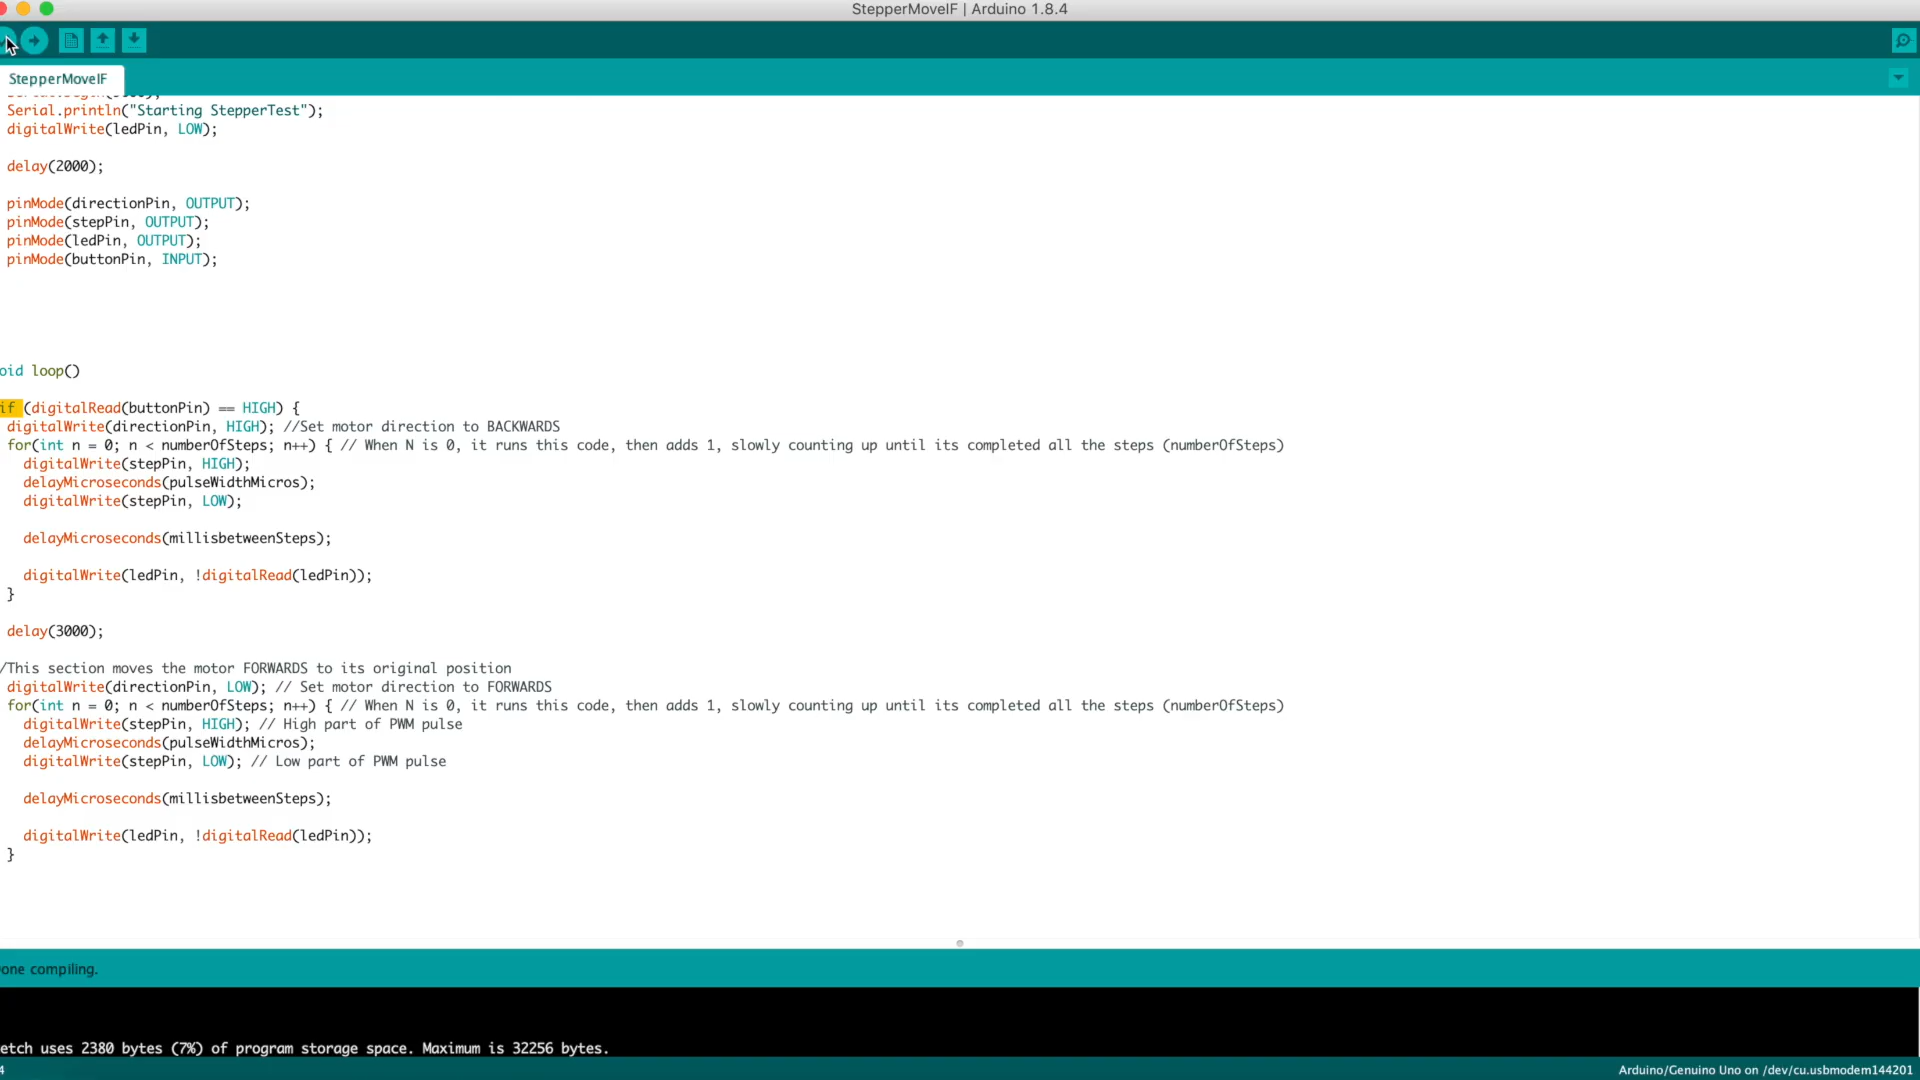 StepperMoveIF | Arduino 1.8.4
StepperMoveIF
Serial.println("Starting StepperTest");
digitalWrite(ledPin, LOW);
delay(2000);
pinMode(directionPin, OUTPUT);
pinMode(stepPin, OUTPUT);
pinMode(ledPin, OUTPUT);
pinMode(buttonPin, INPUT);
oid loop()
if (digitalRead(buttonPin) == HIGH) {
digitalWrite(directionPin, HIGH); //Set motor direction to BACKWARDS
for(int n = 0; n < numberOfSteps; n++) { // When N is 0, it runs this code, then adds 1, slowly counting up until its completed all the steps (numberOfSteps)
digitalWrite(stepPin, HIGH);
delayMicroseconds(pulseWidthMicros);
digitalWrite(stepPin, LOW);
delayMicroseconds(millisbetweenSteps);
digitalWrite(ledPin, !digitalRead(ledPin));
}
delay(3000);
/This section moves the motor FORWARDS to its original position
digitalWrite(directionPin, LOW); // Set motor direction to FORWARDS
for(int n = 0; n < numberOfSteps; n++) { // When N is 0, it runs this code, then adds 1, slowly counting up until its completed all the steps (numberOfSteps)
digitalWrite(stepPin, HIGH); // High part of PWM pulse
delayMicroseconds(pulseWidthMicros);
digitalWrite(stepPin, LOW); // Low part of PWM pulse
delayMicroseconds(millisbetweenSteps);
digitalWrite(ledPin, !digitalRead(ledPin));
}
one compiling.
etch uses 2380 bytes (7%) of program storage space. Maximum is 32256 bytes.
4
Arduino/Genuino Uno on /dev/cu.usbmodem144201